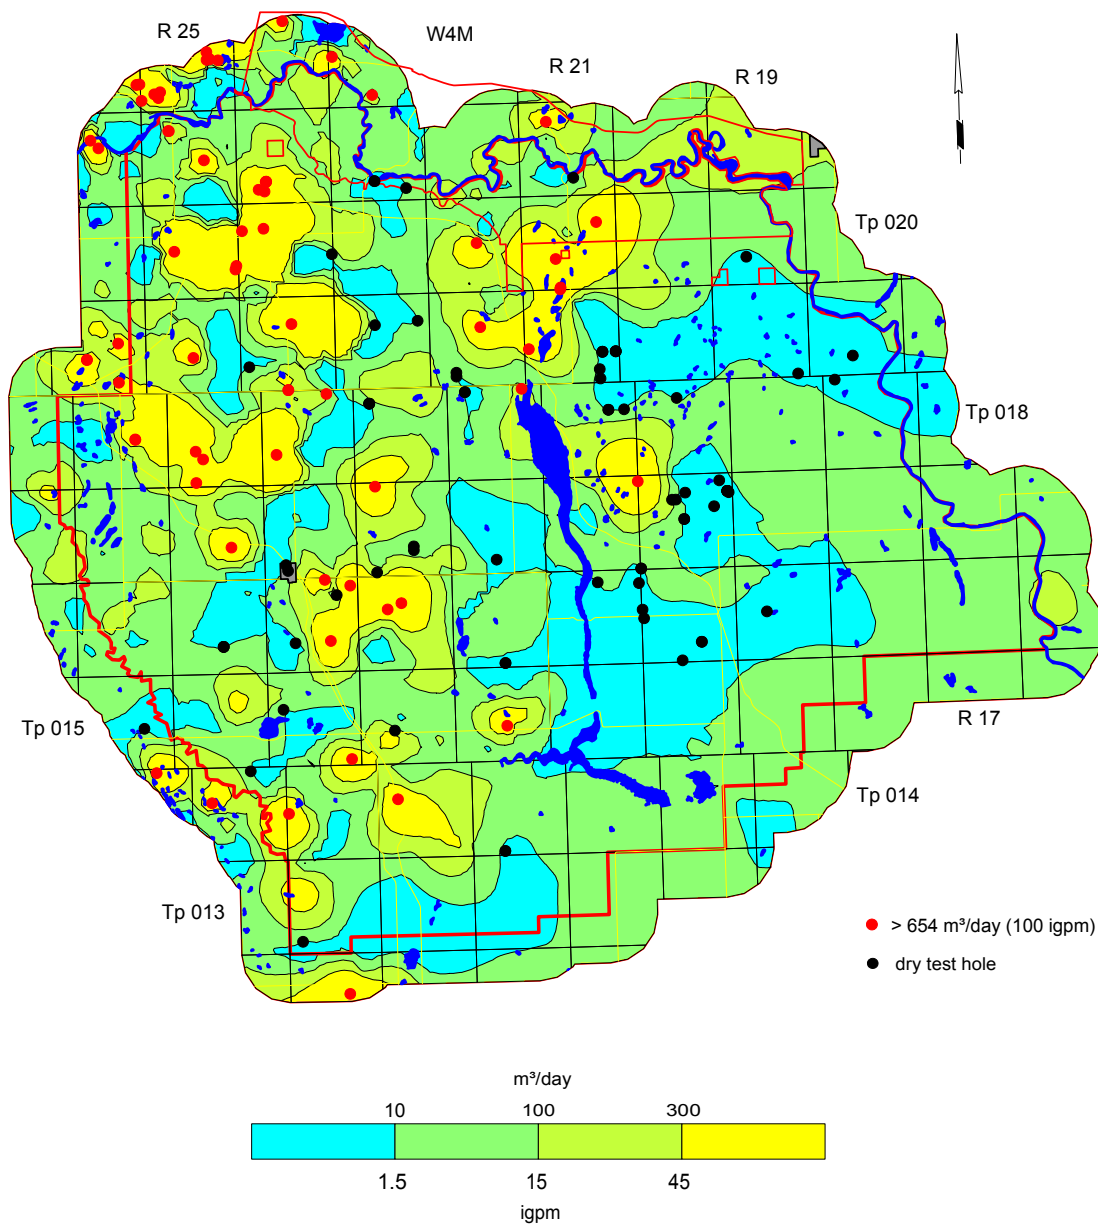 R 25
W4M
R 21
R 19
Tp 020
Tp 018
Tp 015
R 17
Tp 014
Tp 013
> 654 m³/day (100 igpm)
dry test hole
m³/day
10 100 300
1.5 15 45
igpm